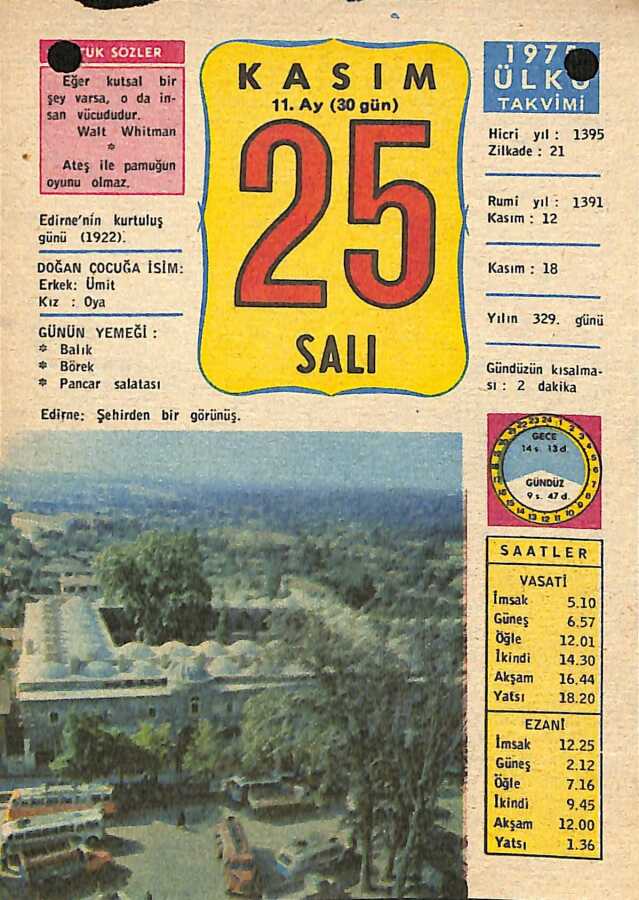 ÜK SÖZLER
Eğer kutsal bir
şey varsa, o da in-
san vücududur.
Walt Whitman
Ateş ile pamuğun
oyunu olmaz.
Edirne'nin kurtuluş
günü (1922).
DOĞAN ÇOCUĞA İSİM:
Erkek: Ümit
Kız : Oya
GÜNÜN YEMEĞİ :
Balık
Börek
Pancar salatası
Edirne: Şehirden bir görünüş.
KASIM
11. Ay (30 gün)
25
SALI
197
ÜLKÜ
TAKVİMİ
Hicri yıl : 1395
Zilkade : 21
Rumi yıl : 1391
Kasım : 12
Kasım : 18
Yılın 329. günü
Gündüzün kısalma-
sı : 2 dakika
GECE
14 s. 13 d.
GÜNDÜZ
9 s. 47 d.
SAATLER
VASATİ
İmsak 5.10
Güneş 6.57
Öğle 12.01
İkindi 14.30
Akşam 16.44
Yatsı 18.20
EZANİ
İmsak 12.25
Güneş 2.12
Öğle 7.16
İkindi 9.45
Akşam 12.00
Yatsı 1.36